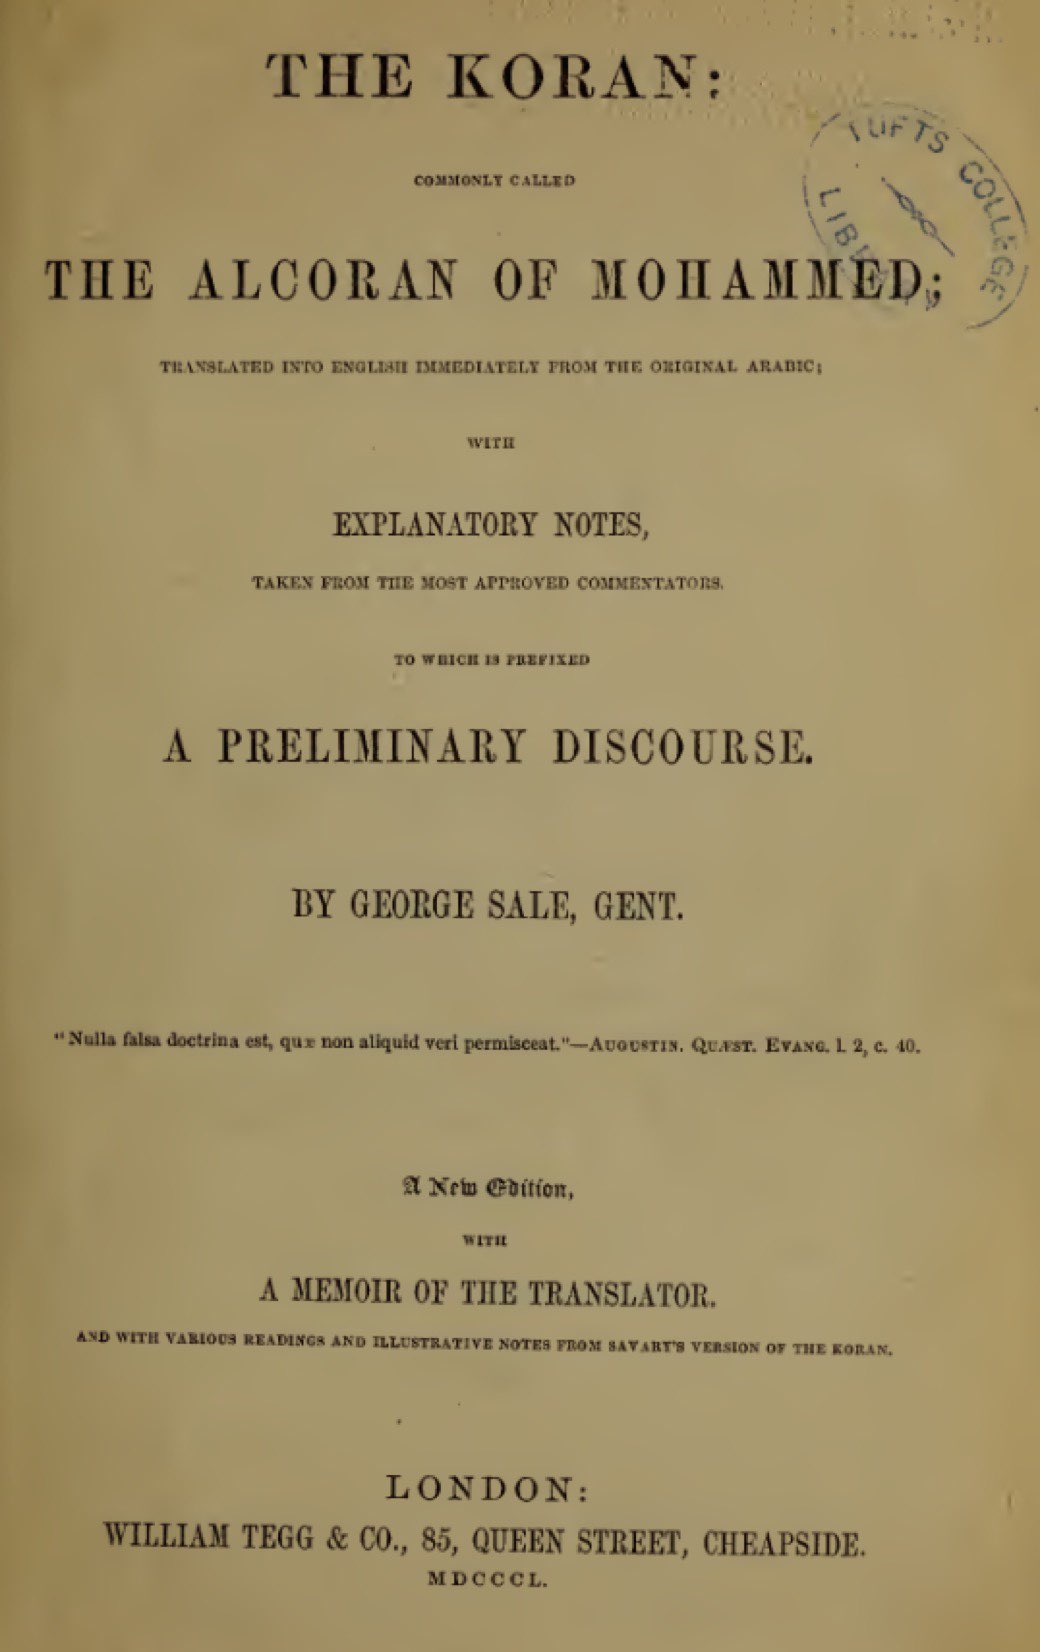 THE KORAN:
TUFTS COLLEGE
LIBRARY
COMMONLY CALLED
THE ALCORAN OF MOHAMMED;
TRANSLATED INTO ENGLISH IMMEDIATELY FROM THE ORIGINAL ARABIC;
WITH
EXPLANATORY NOTES,
TAKEN FROM THE MOST APPROVED COMMENTATORS.
TO WHICH IS PREFIXED
A PRELIMINARY DISCOURSE.
BY GEORGE SALE, GENT.
"Nulla falsa doctrina est, quæ non aliquid veri permisceat."—AUGUSTIN. QUÆST. EVANG. l. 2, c. 40.
A New Edition,
WITH
A MEMOIR OF THE TRANSLATOR.
AND WITH VARIOUS READINGS AND ILLUSTRATIVE NOTES FROM SAVARY'S VERSION OF THE KORAN.
LONDON:
WILLIAM TEGG & CO., 85, QUEEN STREET, CHEAPSIDE.
MDCCCL.